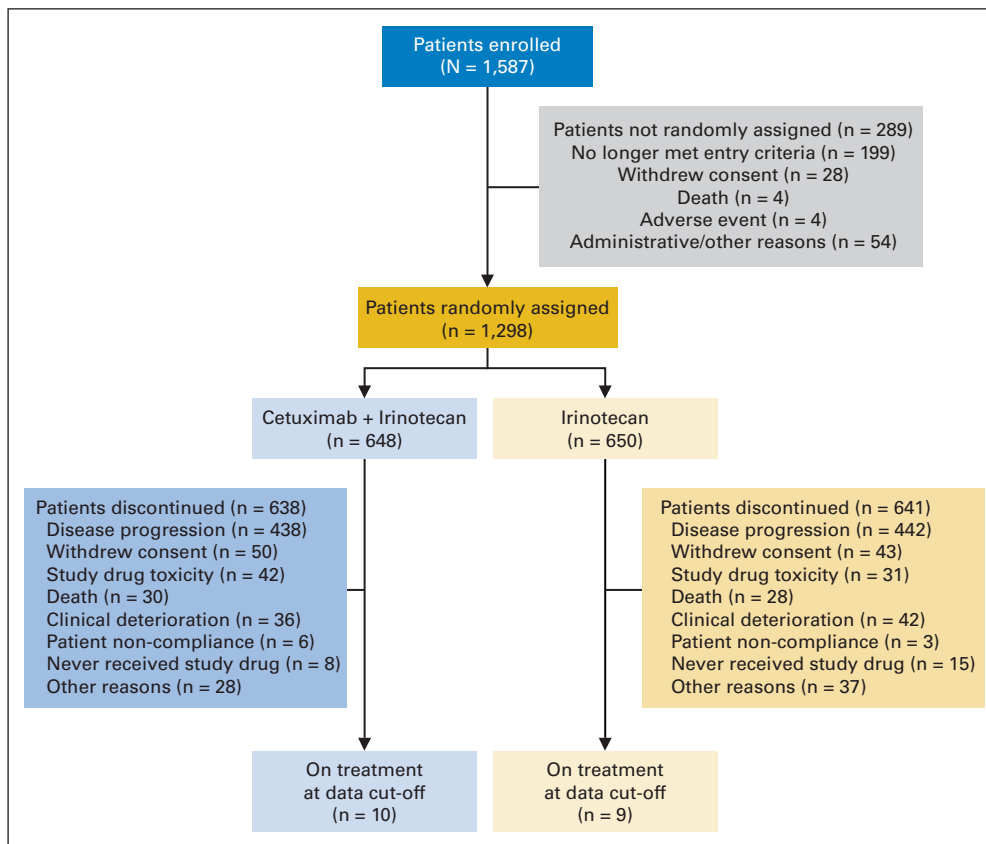 Patients enrolled
(N = 1,587)
Patients not randomly assigned (n = 289)
No longer met entry criteria (n = 199)
Withdrew consent (n = 28)
Death (n = 4)
Adverse event (n = 4)
Administrative/other reasons (n = 54)
Patients randomly assigned
(n = 1,298)
Cetuximab + Irinotecan
(n = 648)
Irinotecan
(n = 650)
Patients discontinued (n = 638)
Disease progression (n = 438)
Withdrew consent (n = 50)
Study drug toxicity (n = 42)
Death (n = 30)
Clinical deterioration (n = 36)
Patient non-compliance (n = 6)
Never received study drug (n = 8)
Other reasons (n = 28)
Patients discontinued (n = 641)
Disease progression (n = 442)
Withdrew consent (n = 43)
Study drug toxicity (n = 31)
Death (n = 28)
Clinical deterioration (n = 42)
Patient non-compliance (n = 3)
Never received study drug (n = 15)
Other reasons (n = 37)
On treatment
at data cut-off
(n = 10)
On treatment
at data cut-off
(n = 9)